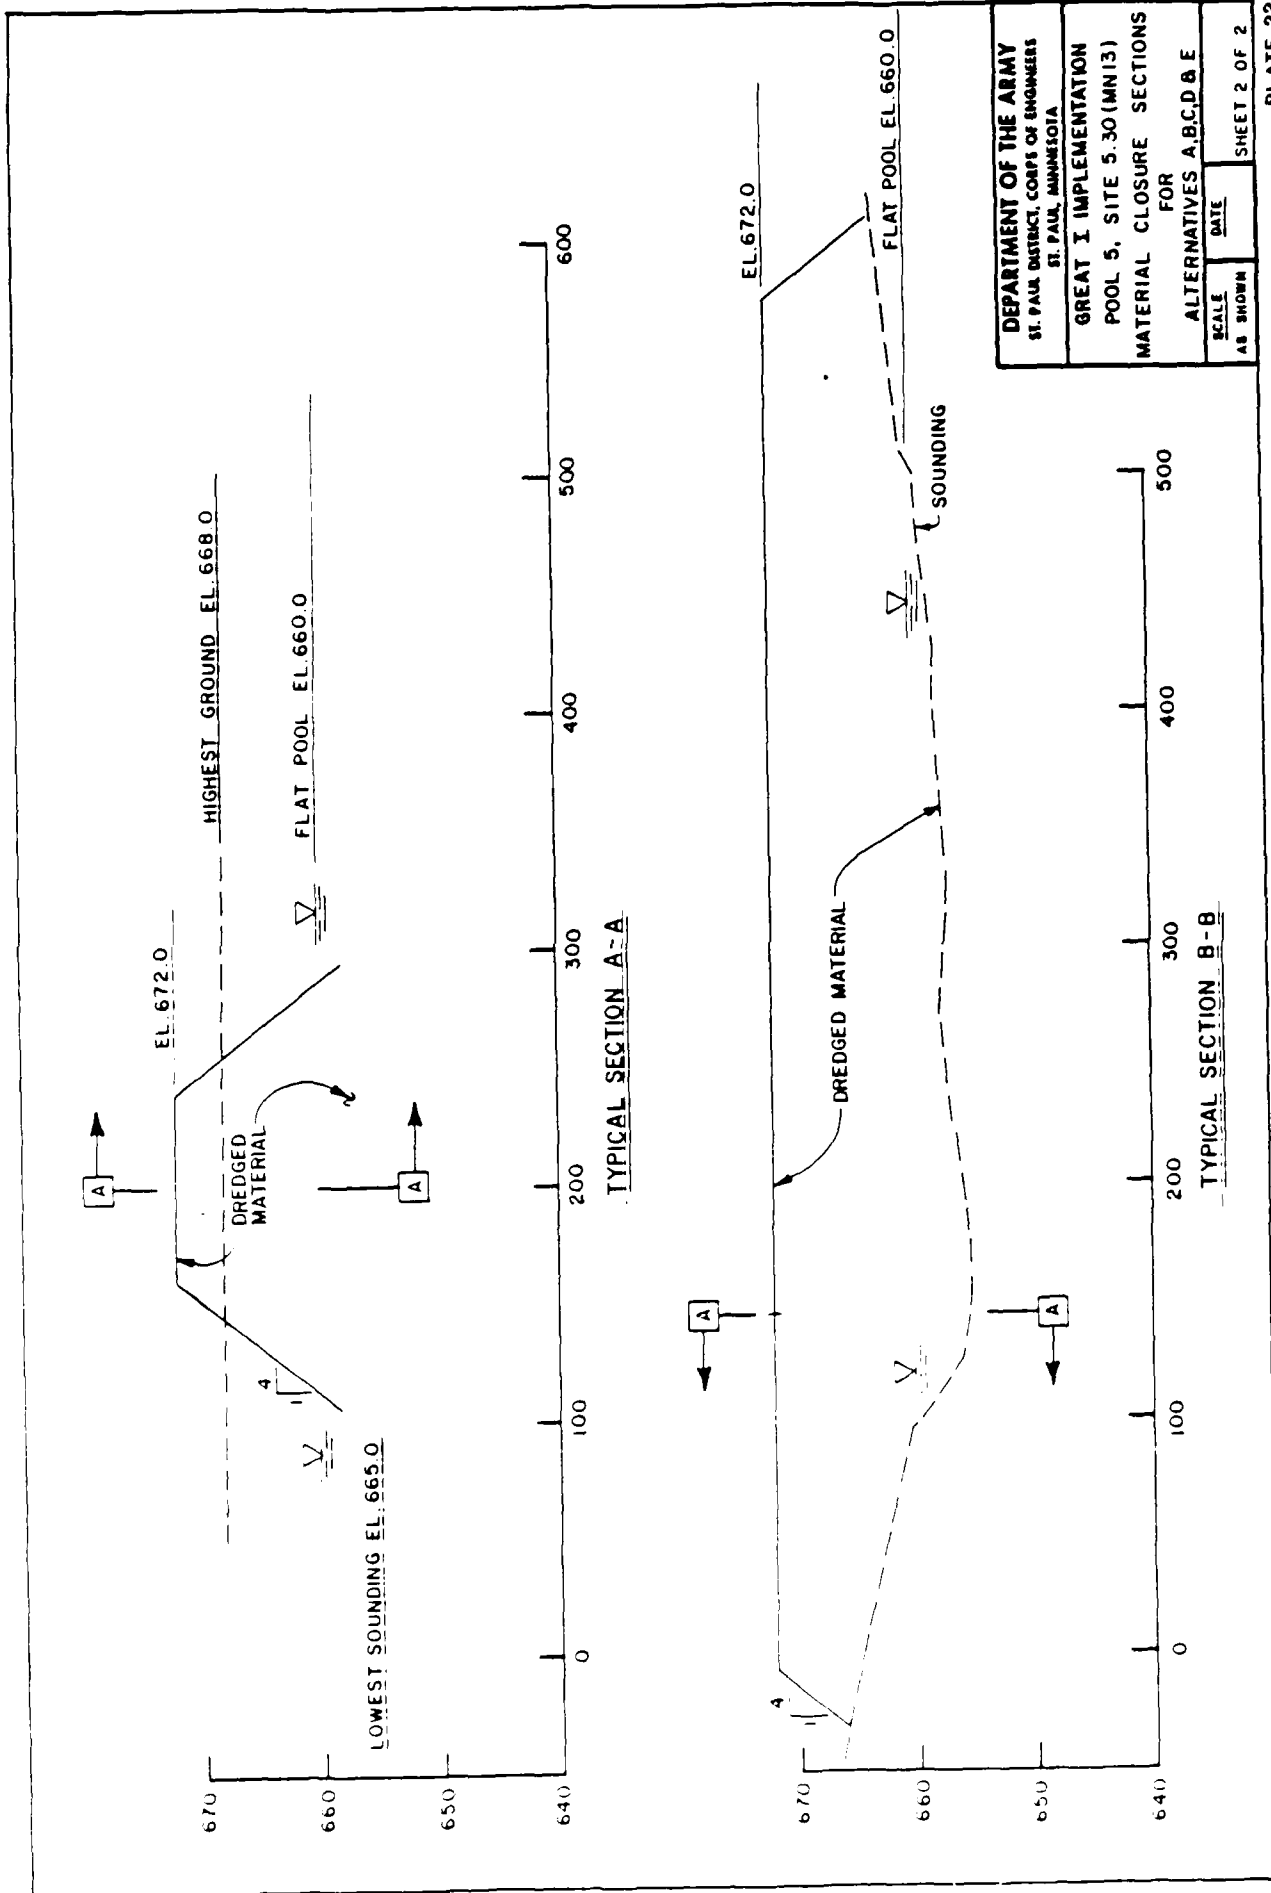 EL.672.0
HIGHEST GROUND EL.668.0
FLAT POOL EL.660.0
A
DREDGED
MATERIAL
A
4
1
LOWEST SOUNDING EL.665.0
670
660
650
640
0
100
200
300
400
500
600
TYPICAL SECTION A-A
EL.672.0
FLAT POOL EL.660.0
A
DREDGED MATERIAL
SOUNDING
A
4
1
670
660
650
640
0
100
200
300
400
500
TYPICAL SECTION B-B
DEPARTMENT OF THE ARMY
ST. PAUL DISTRICT, CORPS OF ENGINEERS
ST. PAUL, MINNESOTA
GREAT I IMPLEMENTATION
POOL 5, SITE 5.30 (MN13)
MATERIAL CLOSURE SECTIONS
FOR
ALTERNATIVES A,B,C,D & E
SCALE
AS SHOWN
DATE
SHEET 2 OF 2